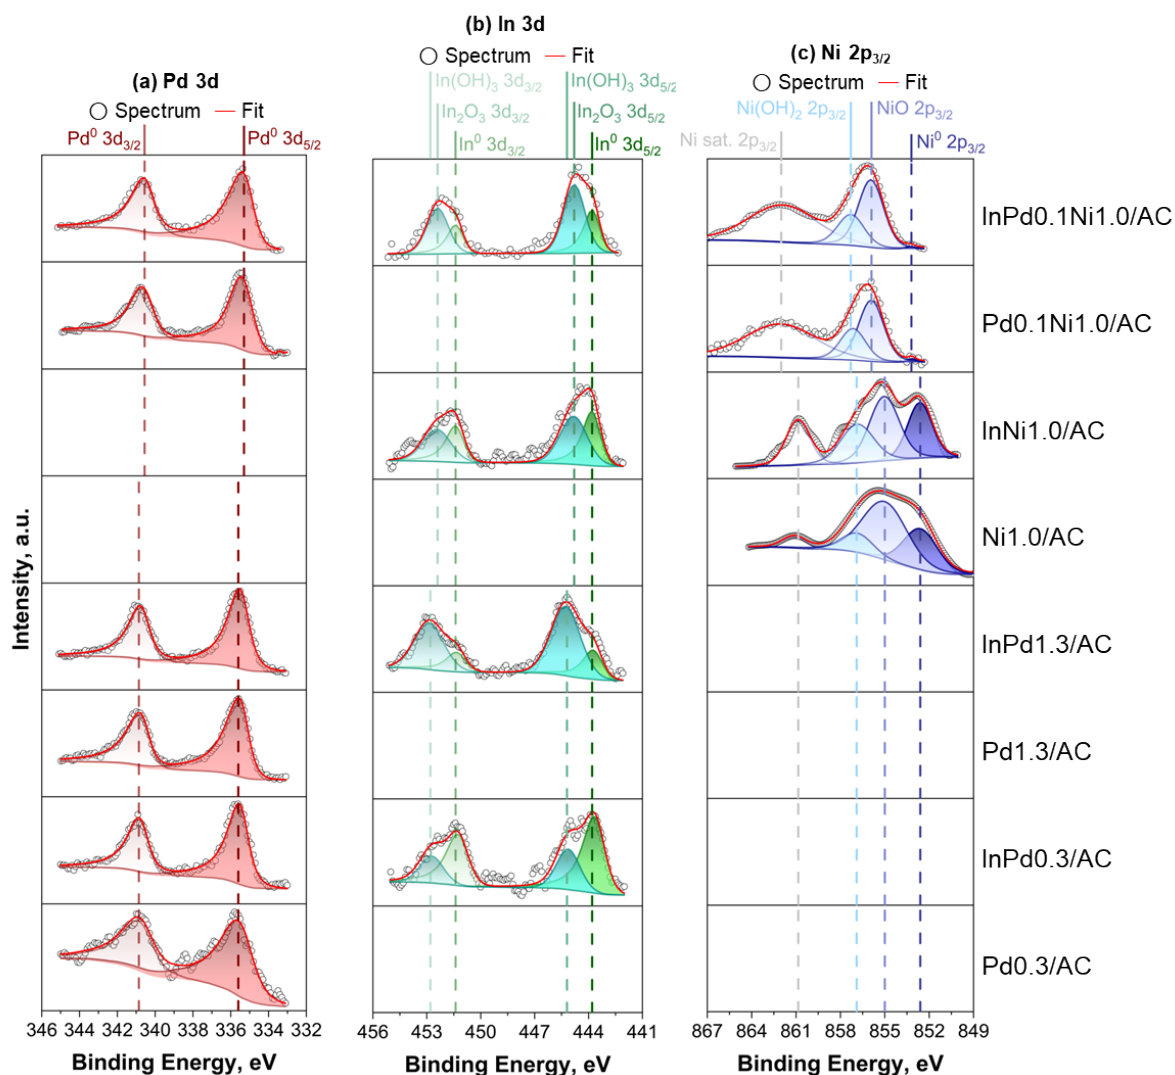 (a) Pd 3d
○ Spectrum — Fit
Pd⁰ 3d₃/₂
Pd⁰ 3d₅/₂
(b) In 3d
○ Spectrum — Fit
In(OH)₃ 3d₃/₂
In(OH)₃ 3d₅/₂
In₂O₃ 3d₃/₂
In₂O₃ 3d₅/₂
In⁰ 3d₃/₂
In⁰ 3d₅/₂
(c) Ni 2p₃/₂
○ Spectrum — Fit
Ni(OH)₂ 2p₃/₂
NiO 2p₃/₂
Ni sat. 2p₃/₂
Ni⁰ 2p₃/₂
InPd0.1Ni1.0/AC
Pd0.1Ni1.0/AC
InNi1.0/AC
Ni1.0/AC
InPd1.3/AC
Pd1.3/AC
InPd0.3/AC
Pd0.3/AC
Intensity, a.u.
346 343 340 338 335 334 332
456 453 450 447 444 441
867 864 861 858 855 852 849
Binding Energy, eV
Binding Energy, eV
Binding Energy, eV